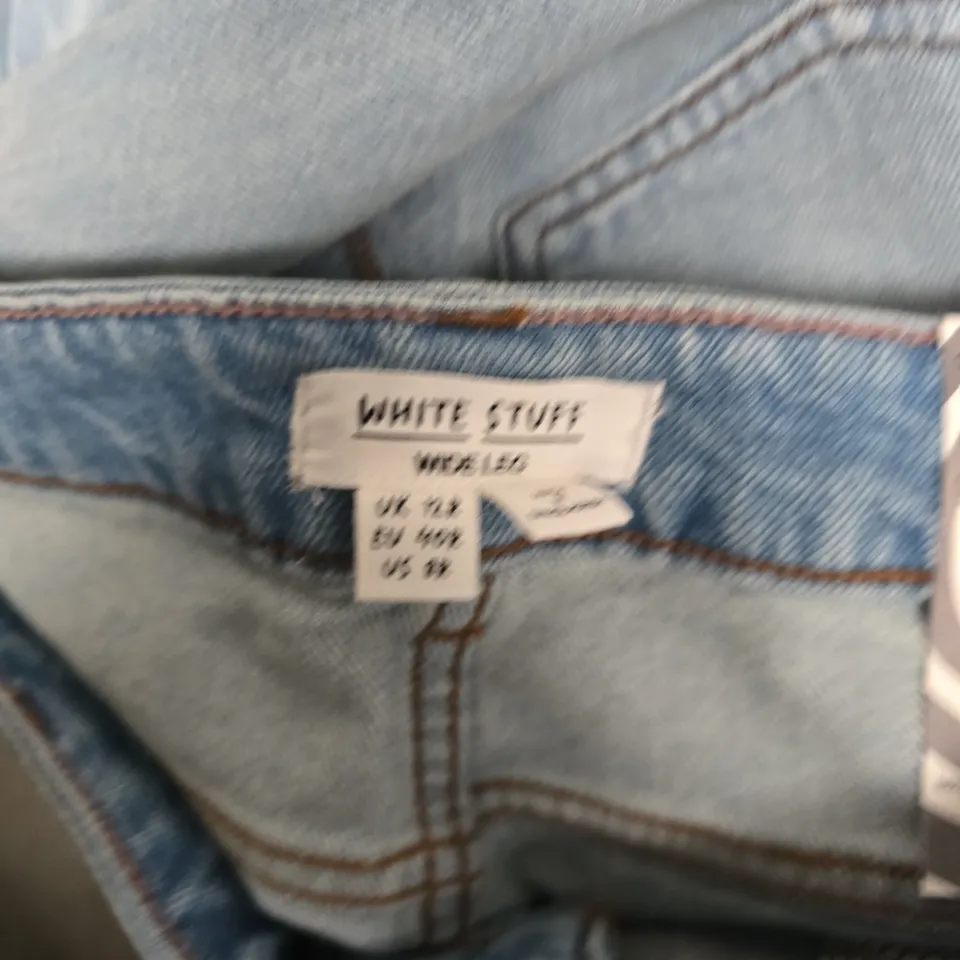 WHITE STUFF
WIDE LEG
UK 12R
EU 40R
US 8R